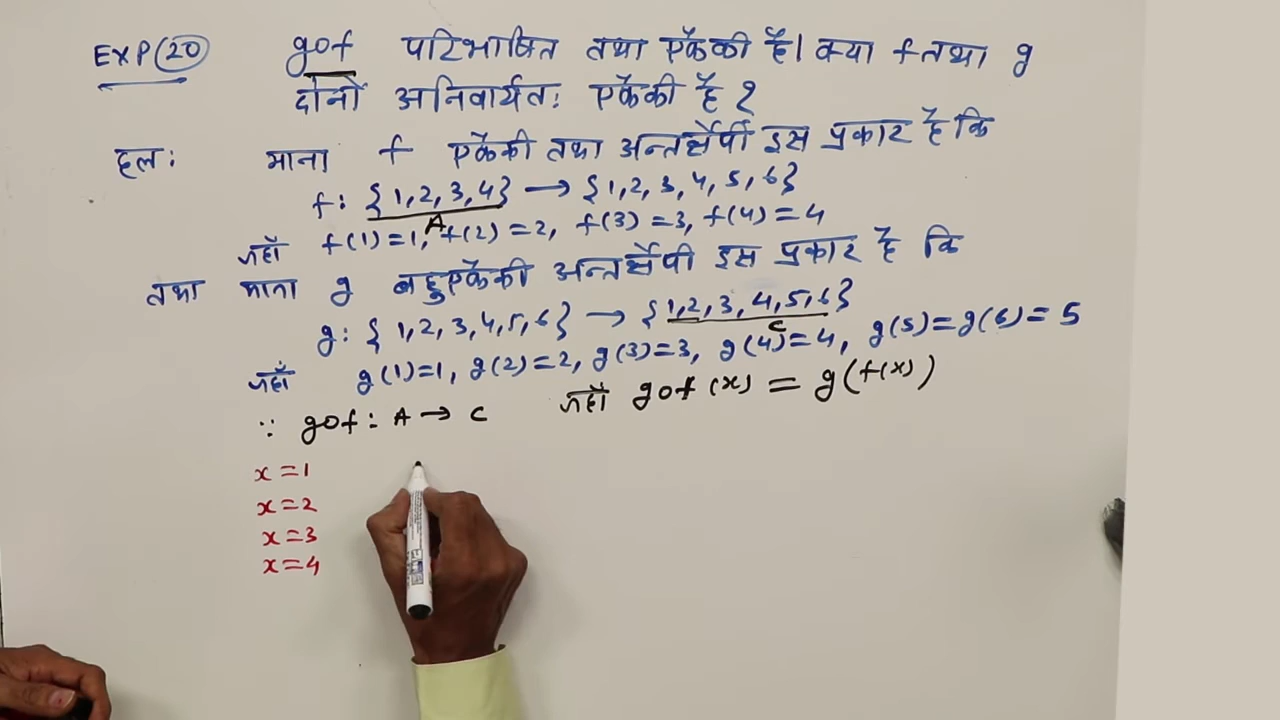 EXP(20) gof परिभाषित तथा एकैकी है। क्या f तथा g
दोनों अनिवार्यतः एकैकी है ?
हलः माना f एकैकी तथा अन्तर्क्षेपी इस प्रकार है कि
f: {1,2,3,4} → {1,2,3,4,5,6}
A
जहाँ f(1)=1, f(2)=2, f(3)=3, f(4)=4
तथा माना g बहुएकैकी अन्तर्क्षेपी इस प्रकार है कि
g: {1,2,3,4,5,6} → {1,2,3,4,5,6}
C
जहाँ g(1)=1, g(2)=2, g(3)=3, g(4)=4, g(5)=g(6)=5
∵ gof: A → C जहाँ gof(x) = g(f(x))
x=1
x=2
x=3
x=4